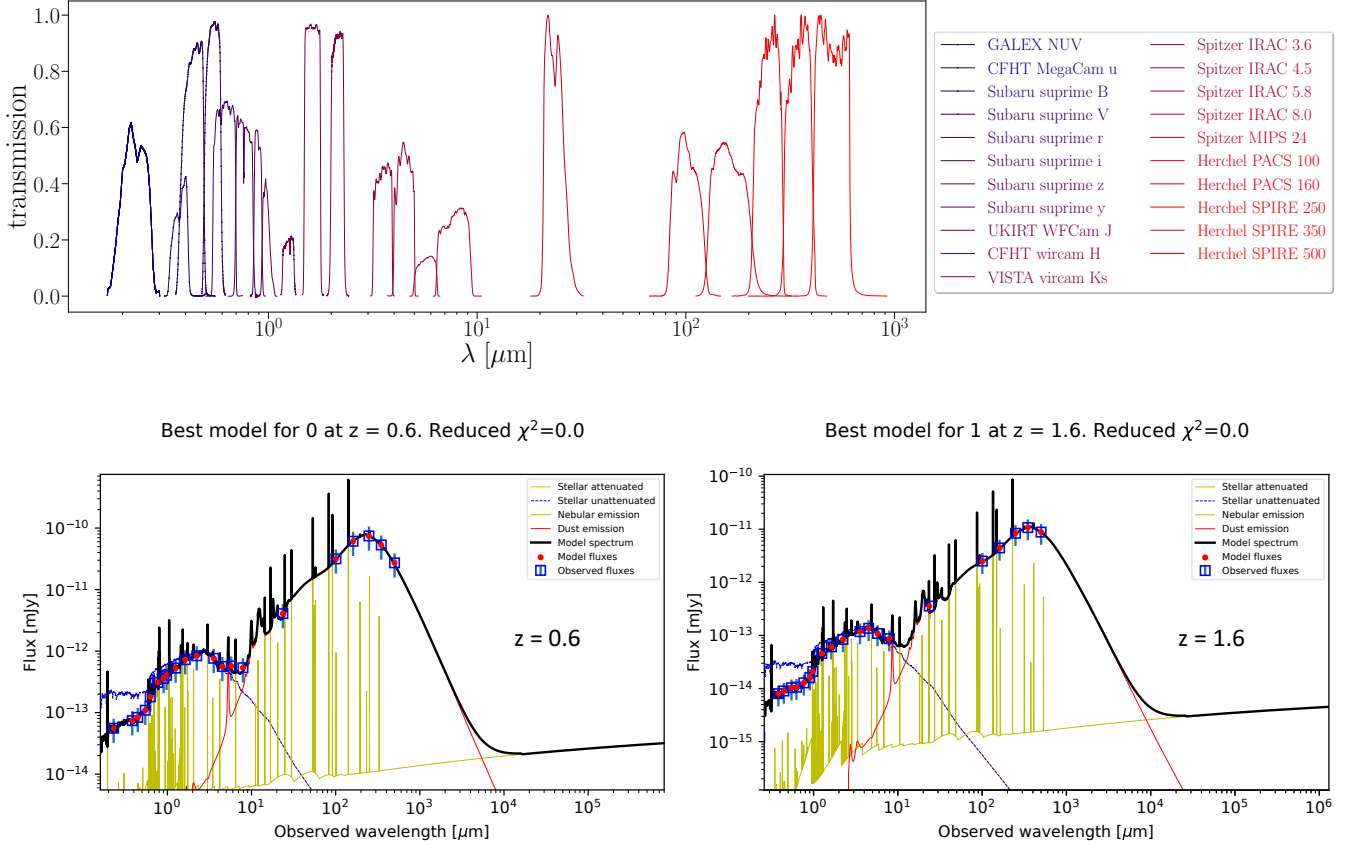 1.0
0.8
0.6
0.4
0.2
0.0
transmission
10⁰
10¹
10²
10³
λ [μm]
GALEX NUV
CFHT MegaCam u
Subaru suprime B
Subaru suprime V
Subaru suprime r
Subaru suprime i
Subaru suprime z
Subaru suprime y
UKIRT WFCam J
CFHT wircam H
VISTA vircam Ks
Spitzer IRAC 3.6
Spitzer IRAC 4.5
Spitzer IRAC 5.8
Spitzer IRAC 8.0
Spitzer MIPS 24
Herchel PACS 100
Herchel PACS 160
Herchel SPIRE 250
Herchel SPIRE 350
Herchel SPIRE 500
Best model for 0 at z = 0.6. Reduced χ²=0.0
Flux [mJy]
10⁻¹⁰
10⁻¹¹
10⁻¹²
10⁻¹³
10⁻¹⁴
Stellar attenuated
Stellar unattenuated
Nebular emission
Dust emission
Model spectrum
Model fluxes
Observed fluxes
z = 0.6
10⁰
10¹
10²
10³
10⁴
10⁵
Observed wavelength [μm]
Best model for 1 at z = 1.6. Reduced χ²=0.0
Flux [mJy]
10⁻¹⁰
10⁻¹¹
10⁻¹²
10⁻¹³
10⁻¹⁴
10⁻¹⁵
Stellar attenuated
Stellar unattenuated
Nebular emission
Dust emission
Model spectrum
Model fluxes
Observed fluxes
z = 1.6
10⁰
10¹
10²
10³
10⁴
10⁵
10⁶
Observed wavelength [μm]